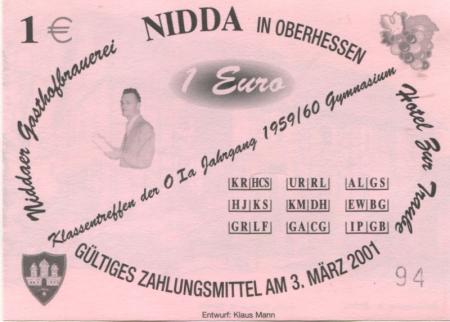 1 €
NIDDA IN OBERHESSEN
Niddaer Gasthofbrauerei
1 Euro
Klassentreffen der O Ia Jahrgang 1959/60 Gymnasium
Hotel Zur Traube
KR HCS UR RL AL GS
HJ KS KM DH EW BG
GR LF GA CG IP GB
GÜLTIGES ZAHLUNGSMITTEL AM 3. MÄRZ 2001
94
Entwurf: Klaus Mann